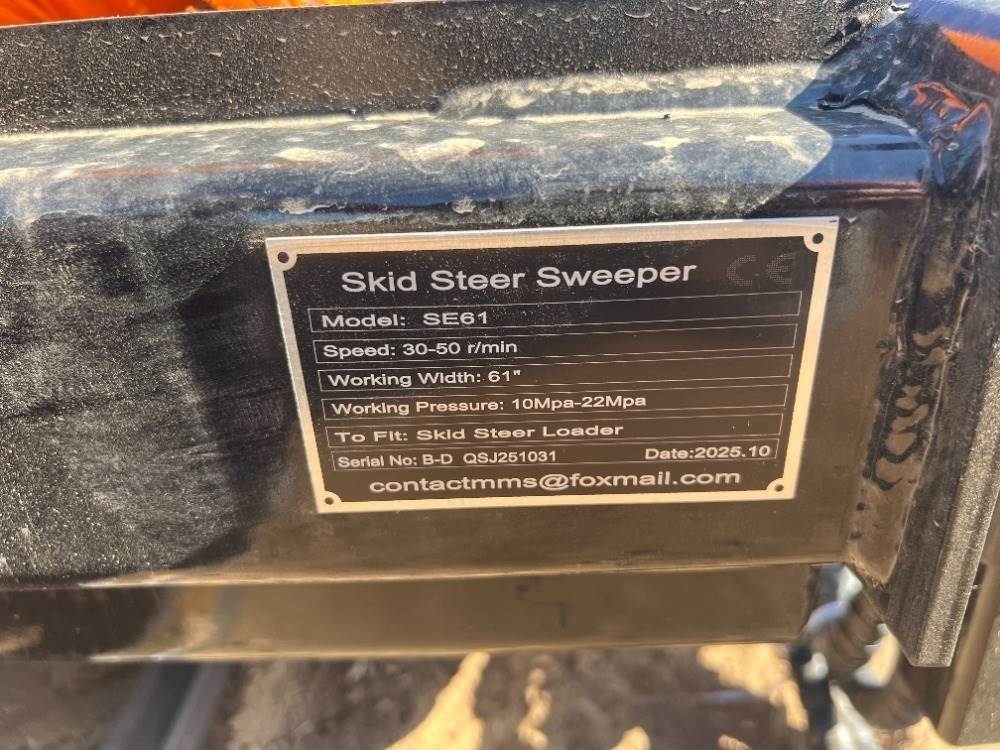 Skid Steer Sweeper CE
Model: SE61
Speed: 30-50 r/min
Working Width: 61"
Working Pressure: 10Mpa-22Mpa
To Fit: Skid Steer Loader
Serial No: B-D QSJ251031 Date:2025.10
contactmms@foxmail.com